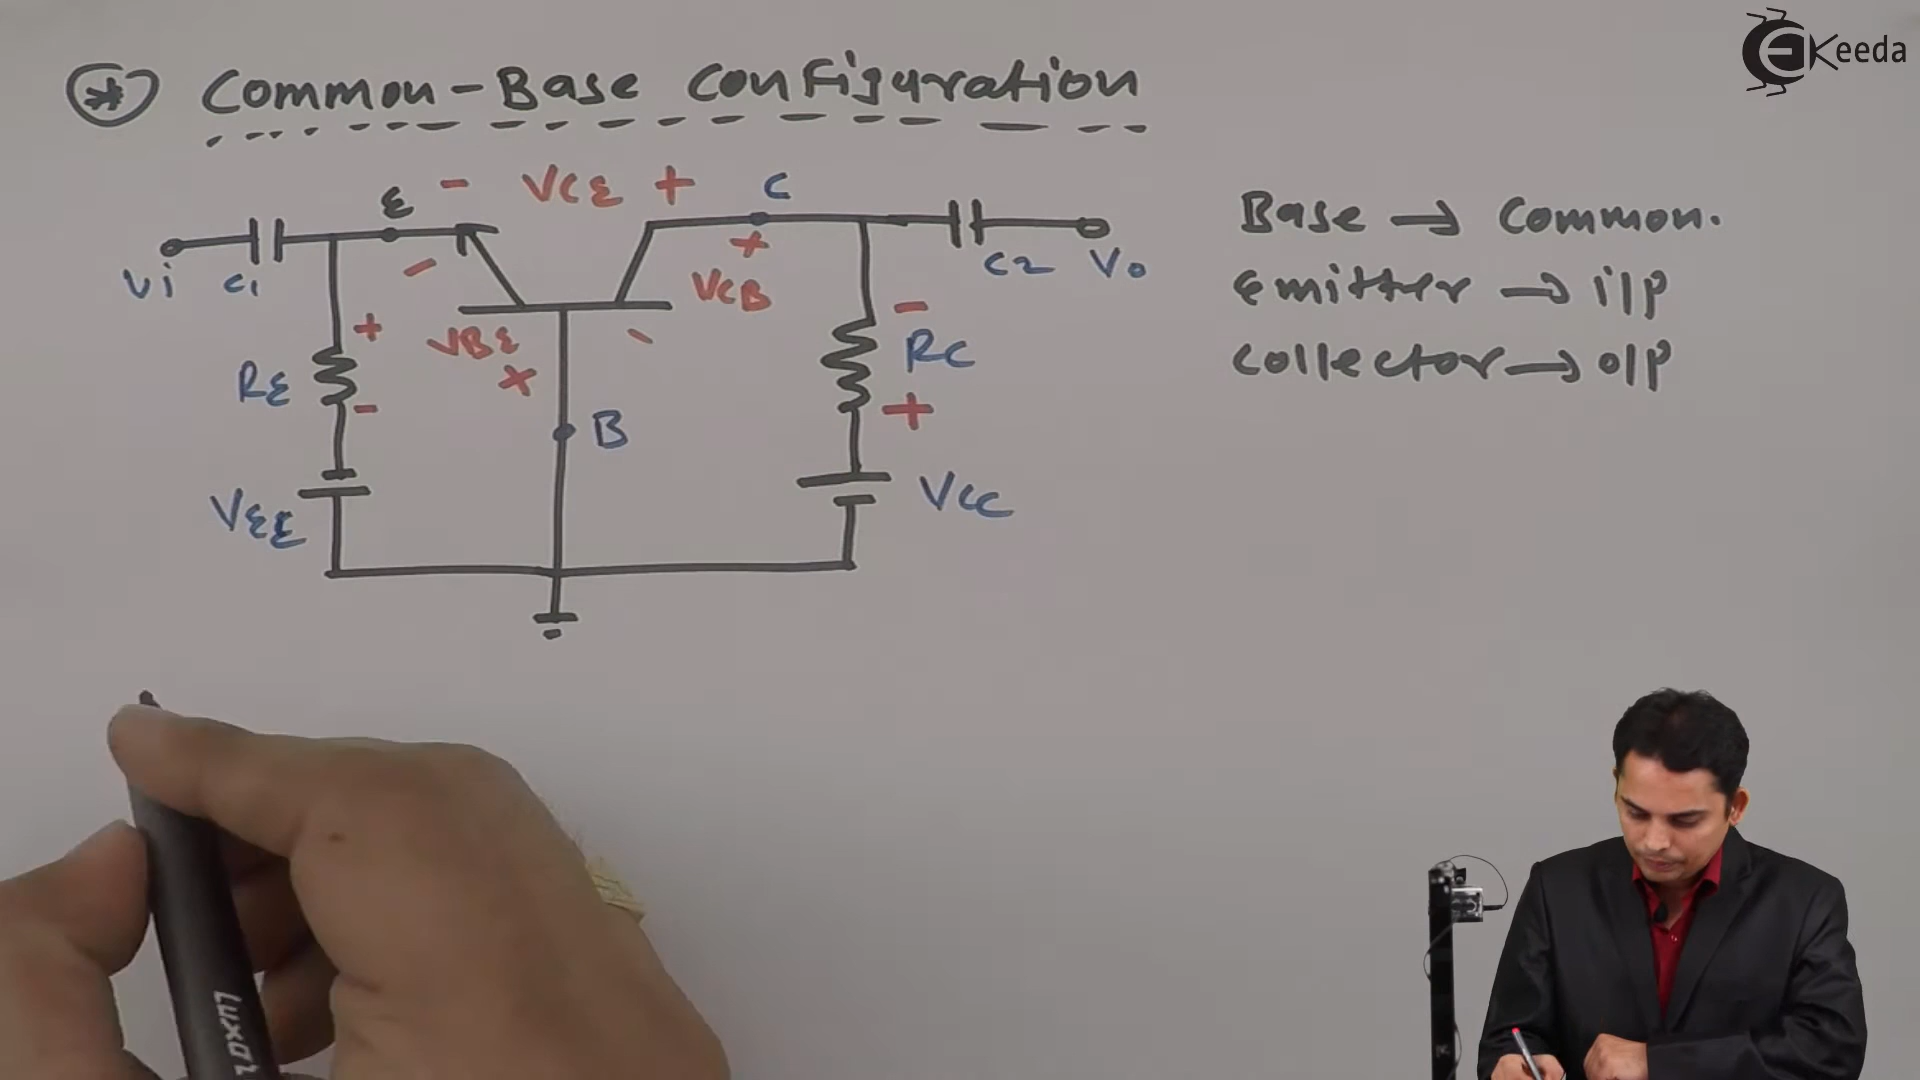 Keeda
* Common-Base Configuration
E - VCE + C
Vi C1 - + VCB C2 Vo
+ VBE - -
RE + RC
- B +
VEE VCC
Base → Common.
Emitter → i/p
Collector → o/p
LUXOR